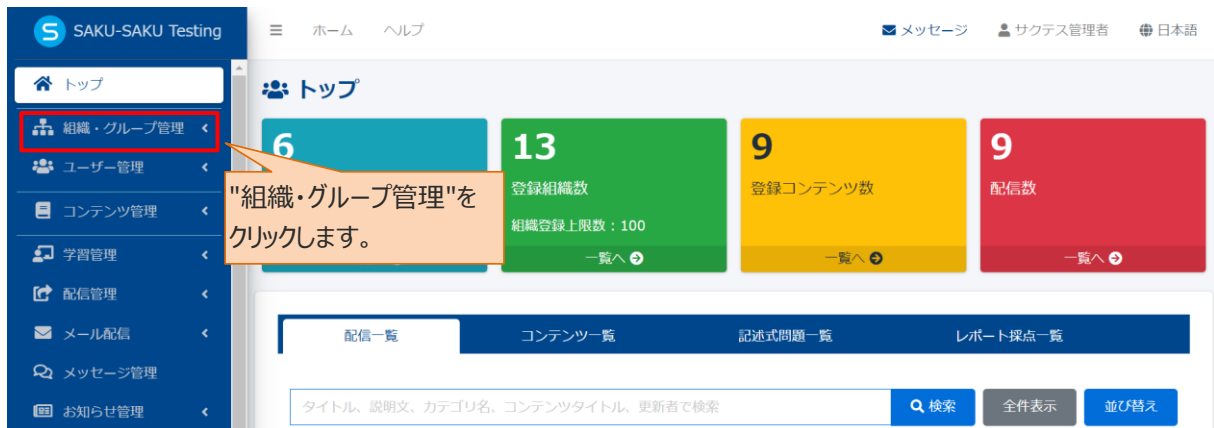 SAKU-SAKU Testing
ホーム ヘルプ
メッセージ サクテス管理者 日本語
トップ
組織・グループ管理
ユーザー管理
コンテンツ管理
学習管理
配信管理
メール配信
メッセージ管理
お知らせ管理
トップ
6
"組織・グループ管理"を
クリックします。
13
登録組織数
組織登録上限数：100
一覧へ
9
登録コンテンツ数
一覧へ
9
配信数
一覧へ
配信一覧 コンテンツ一覧 記述式問題一覧 レポート採点一覧
タイトル、説明文、カテゴリ名、コンテンツタイトル、更新者で検索 検索 全件表示 並び替え